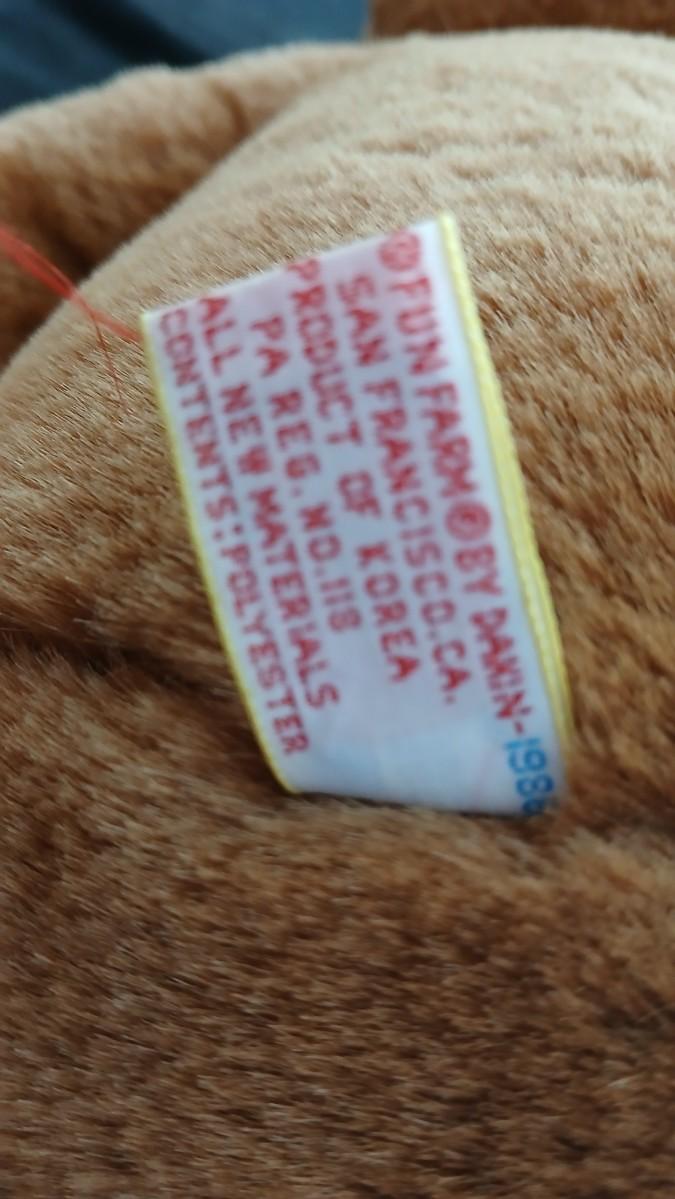 ©FUN FARM®BY DAKIN-1986
SAN FRANCISCO.CA.
PRODUCT OF KOREA
PA REG. NO.118
ALL NEW MATERIALS
CONTENTS:POLYESTER